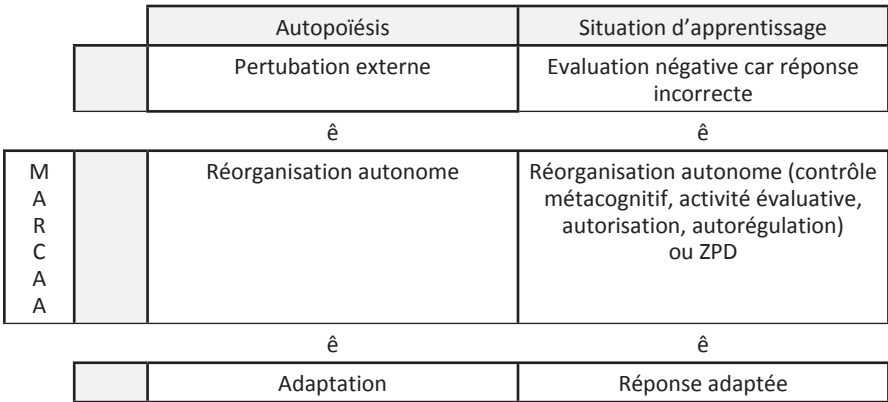 Autopoïésis Situation d’apprentissage
Pertubation externe Evaluation négative car réponse
incorrecte
ê ê
M Réorganisation autonome Réorganisation autonome (contrôle
A métacognitif, activité évaluative,
R autorisation, autorégulation)
C ou ZPD
A
A
ê ê
Adaptation Réponse adaptée